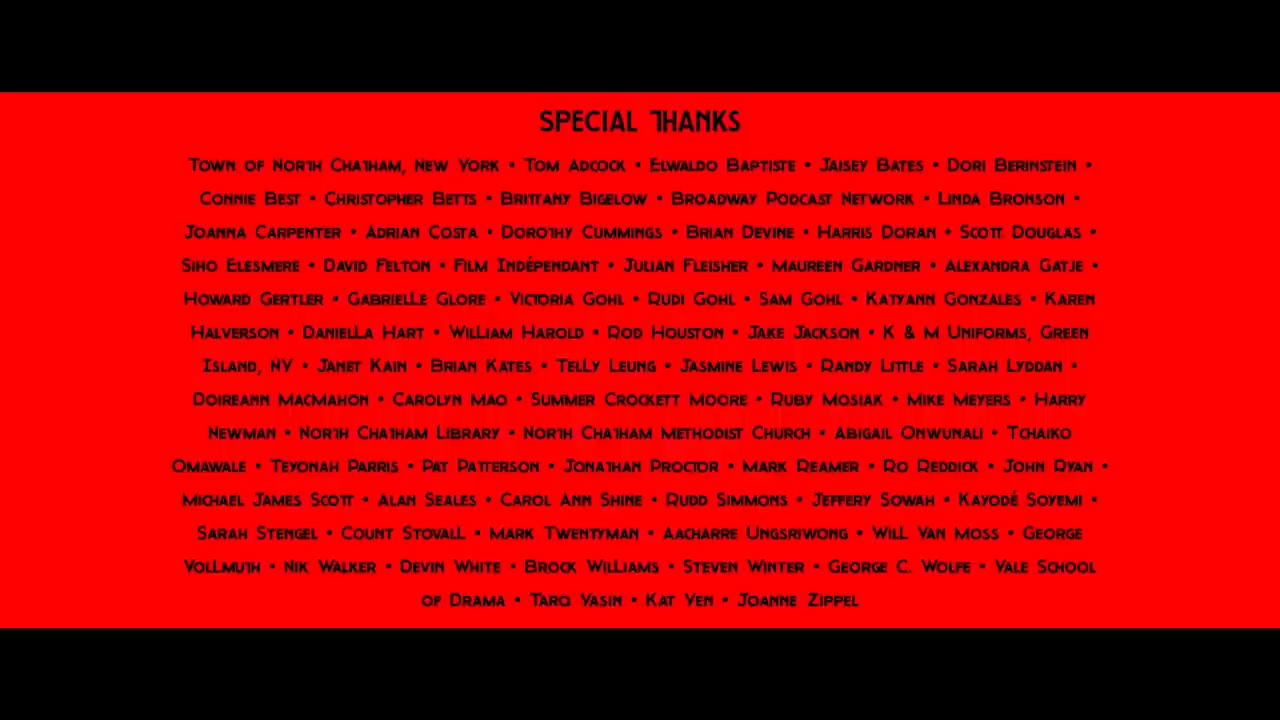 SPECIAL THANKS
TOWN OF NORTH CHATHAM, NEW YORK • TOM ADCOCK • ELWALDO BAPTISTE • JAISEY BATES • DORI BERINSTEIN •
CONNIE BEST • CHRISTOPHER BETTS • BRITTANY BIGELOW • BROADWAY PODCAST NETWORK • LINDA BRONSON •
JOANNA CARPENTER • ADRIAN COSTA • DOROTHY CUMMINGS • BRIAN DEVINE • HARRIS DORAN • SCOTT DOUGLAS •
SIHO ELESMERE • DAVID FELTON • FILM INDÉPENDANT • JULIAN FLEISHER • MAUREEN GARDNER • ALEXANDRA GATJE •
HOWARD GERTLER • GABRIELLE GLORE • VICTORIA GOHL • RUDI GOHL • SAM GOHL • KATYANN GONZALES • KAREN
HALVERSON • DANIELLA HART • WILLIAM HAROLD • ROD HOUSTON • JAKE JACKSON • K & M UNIFORMS, GREEN
ISLAND, NY • JANET KAIN • BRIAN KATES • TELLY LEUNG • JASMINE LEWIS • RANDY LITTLE • SARAH LYDDAN •
DOIREANN MACMAHON • CAROLYN MAO • SUMMER CROCKETT MOORE • RUBY MOSIAK • MIKE MEYERS • HARRY
NEWMAN • NORTH CHATHAM LIBRARY • NORTH CHATHAM METHODIST CHURCH • ABIGAIL ONWUNALI • TCHAIKO
OMAWALE • TEYONAH PARRIS • PAT PATTERSON • JONATHAN PROCTOR • MARK REAMER • RO REDDICK • JOHN RYAN •
MICHAEL JAMES SCOTT • ALAN SEALES • CAROL ANN SHINE • RUDD SIMMONS • JEFFERY SOWAH • KAYODÉ SOYEMI •
SARAH STENGEL • COUNT STOVALL • MARK TWENTYMAN • AACHARRE UNGSRIWONG • WILL VAN MOSS • GEORGE
VOLLMUTH • NIK WALKER • DEVIN WHITE • BROCK WILLIAMS • STEVEN WINTER • GEORGE C. WOLFE • YALE SCHOOL
OF DRAMA • TARQ YASIN • KAT YEN • JOANNE ZIPPEL